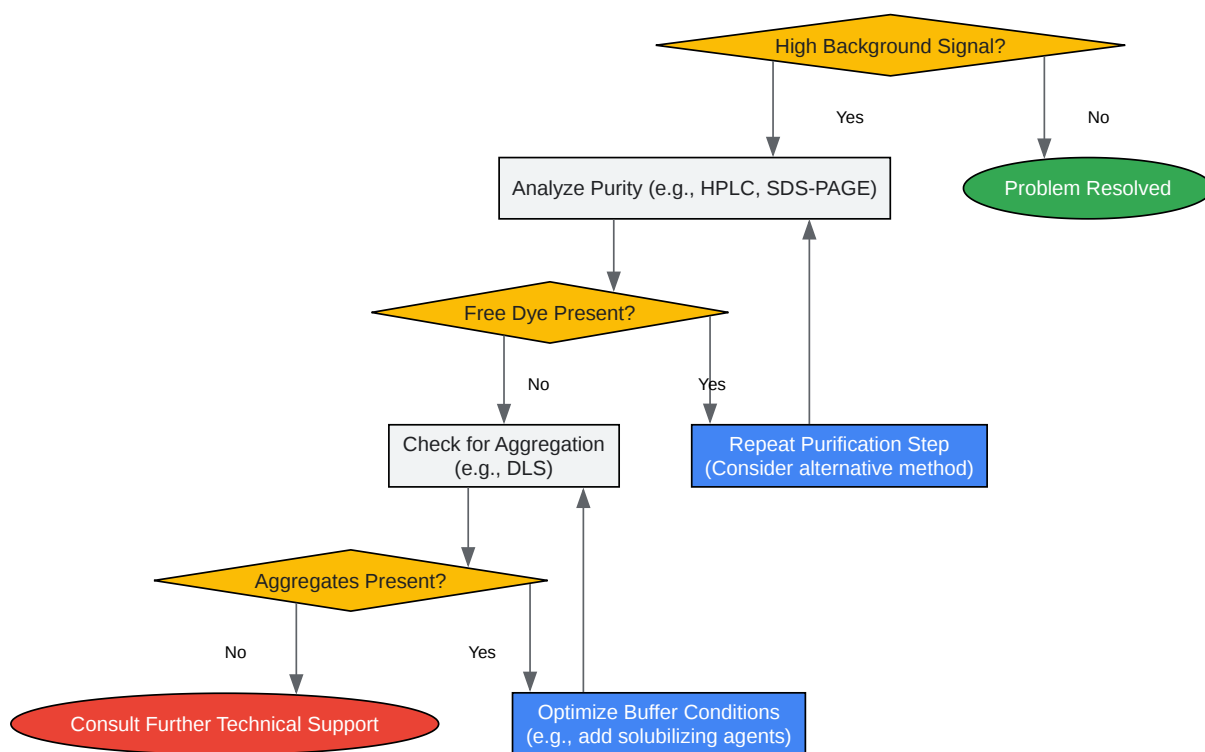 High Background Signal?
Yes
No
Analyze Purity (e.g., HPLC, SDS-PAGE)
Problem Resolved
Free Dye Present?
No
Yes
Check for Aggregation
(e.g., DLS)
Repeat Purification Step
(Consider alternative method)
Aggregates Present?
No
Yes
Consult Further Technical Support
Optimize Buffer Conditions
(e.g., add solubilizing agents)